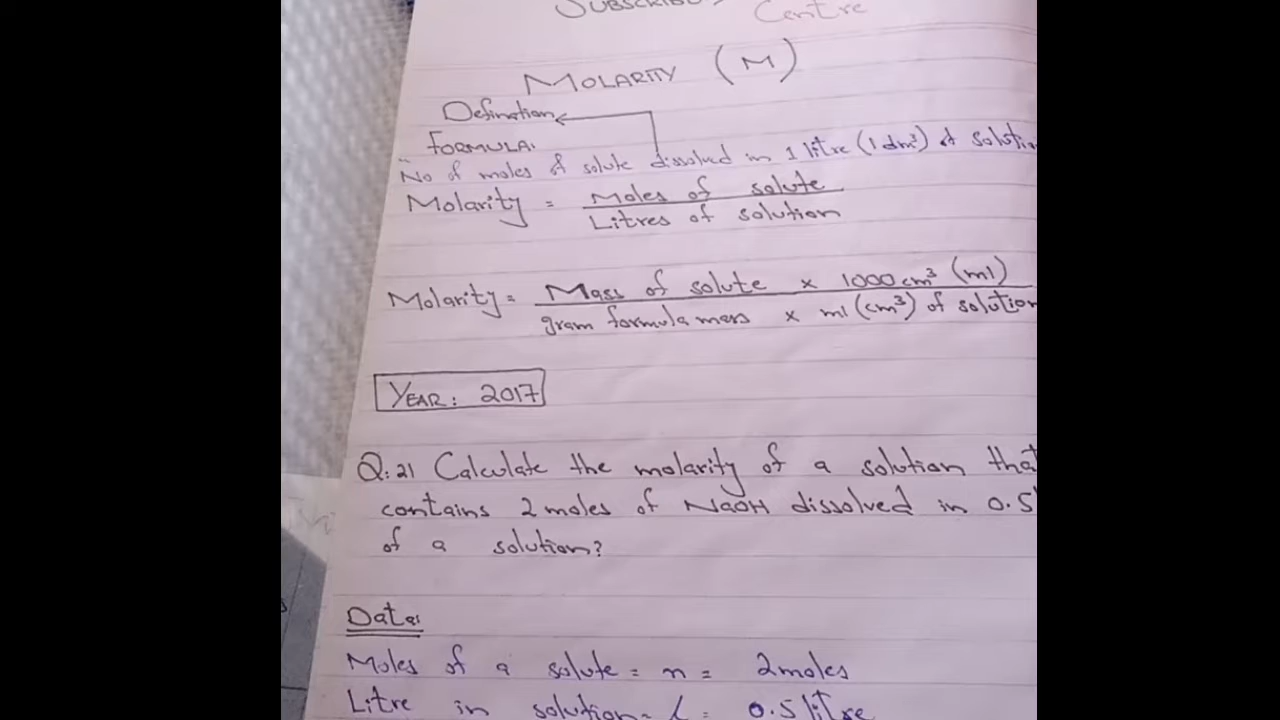 SUBSCRIBE
Centre
MOLARITY (M)
Defination
FORMULA:
No of moles of solute dissolved in 1 litre (1 dm³) of solution
Molarity = Moles of solute
Litres of solution
Molarity = Mass of solute x 1000 cm³ (ml)
gram formula mass x ml (cm³) of solution
YEAR: 2017
Q:21 Calculate the molarity of a solution that
contains 2 moles of NaOH dissolved in 0.5
of a solution?
Data:
Moles of a solute = n = 2 moles
Litre in solution = L = 0.5 litre